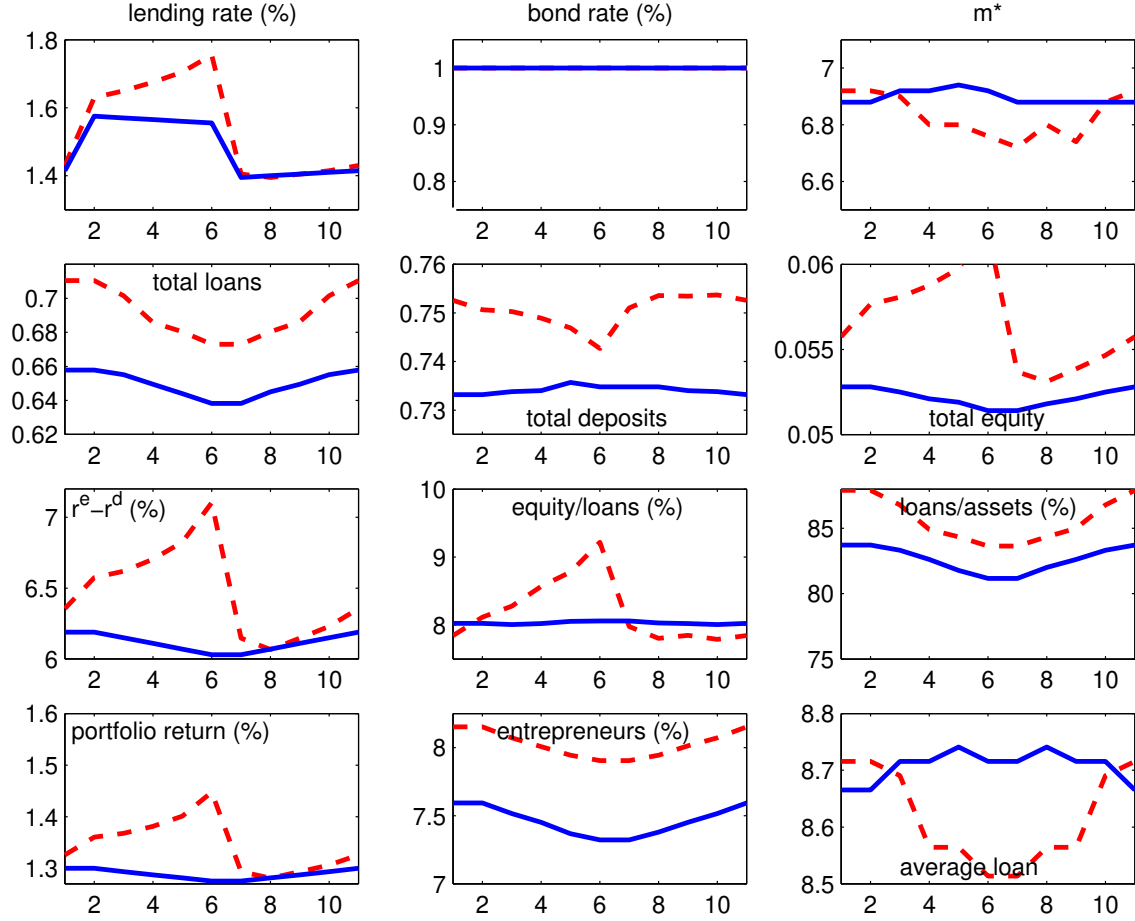 lending rate (%)
bond rate (%)
m*
1.8
1.6
1.4
2 4 6 8 10
1
0.9
0.8
2 4 6 8 10
7
6.8
6.6
2 4 6 8 10
total loans
0.7
0.68
0.66
0.64
0.62
2 4 6 8 10
0.76
0.75
0.74
0.73
total deposits
2 4 6 8 10
0.06
0.055
0.05
total equity
2 4 6 8 10
r^e−r^d (%)
7
6.5
6
2 4 6 8 10
equity/loans (%)
10
9
8
7
2 4 6 8 10
loans/assets (%)
85
80
75
2 4 6 8 10
portfolio return (%)
1.6
1.5
1.4
1.3
2 4 6 8 10
entrepreneurs (%)
8
7.5
7
2 4 6 8 10
8.8
8.7
8.6
8.5
average loan
2 4 6 8 10